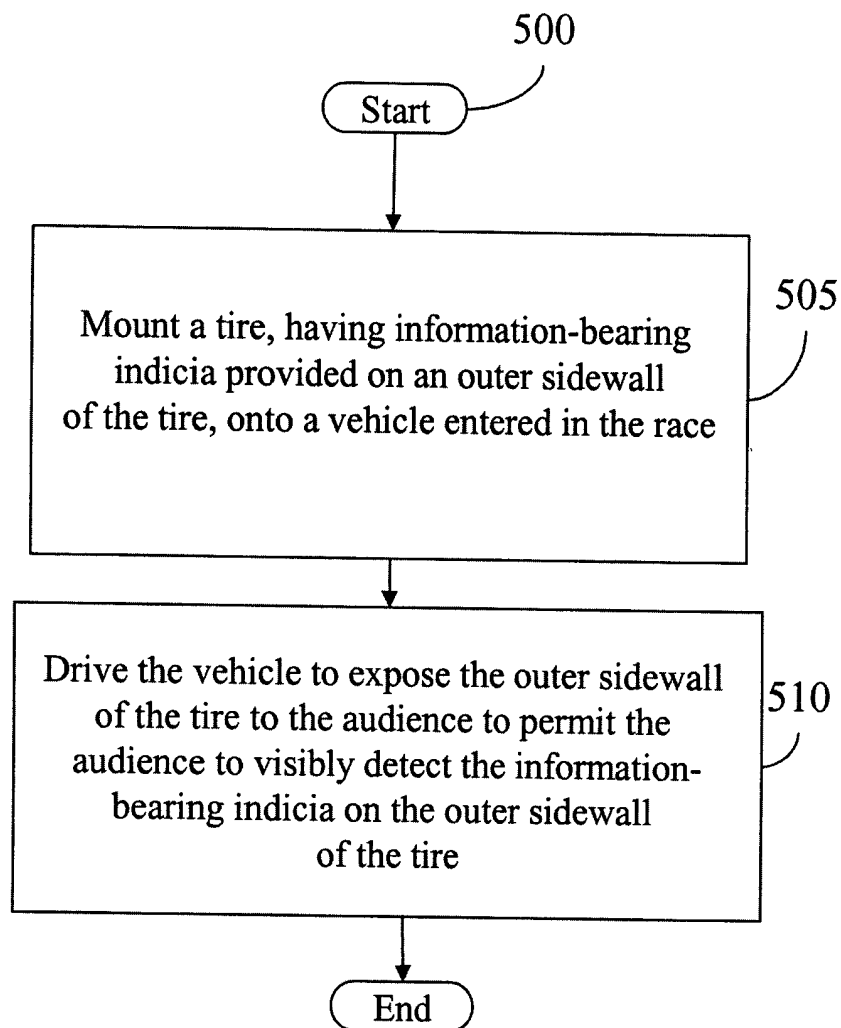 500
Start
505
Mount a tire, having information-bearing
indicia provided on an outer sidewall
of the tire, onto a vehicle entered in the race
510
Drive the vehicle to expose the outer sidewall
of the tire to the audience to permit the
audience to visibly detect the information-
bearing indicia on the outer sidewall
of the tire
End